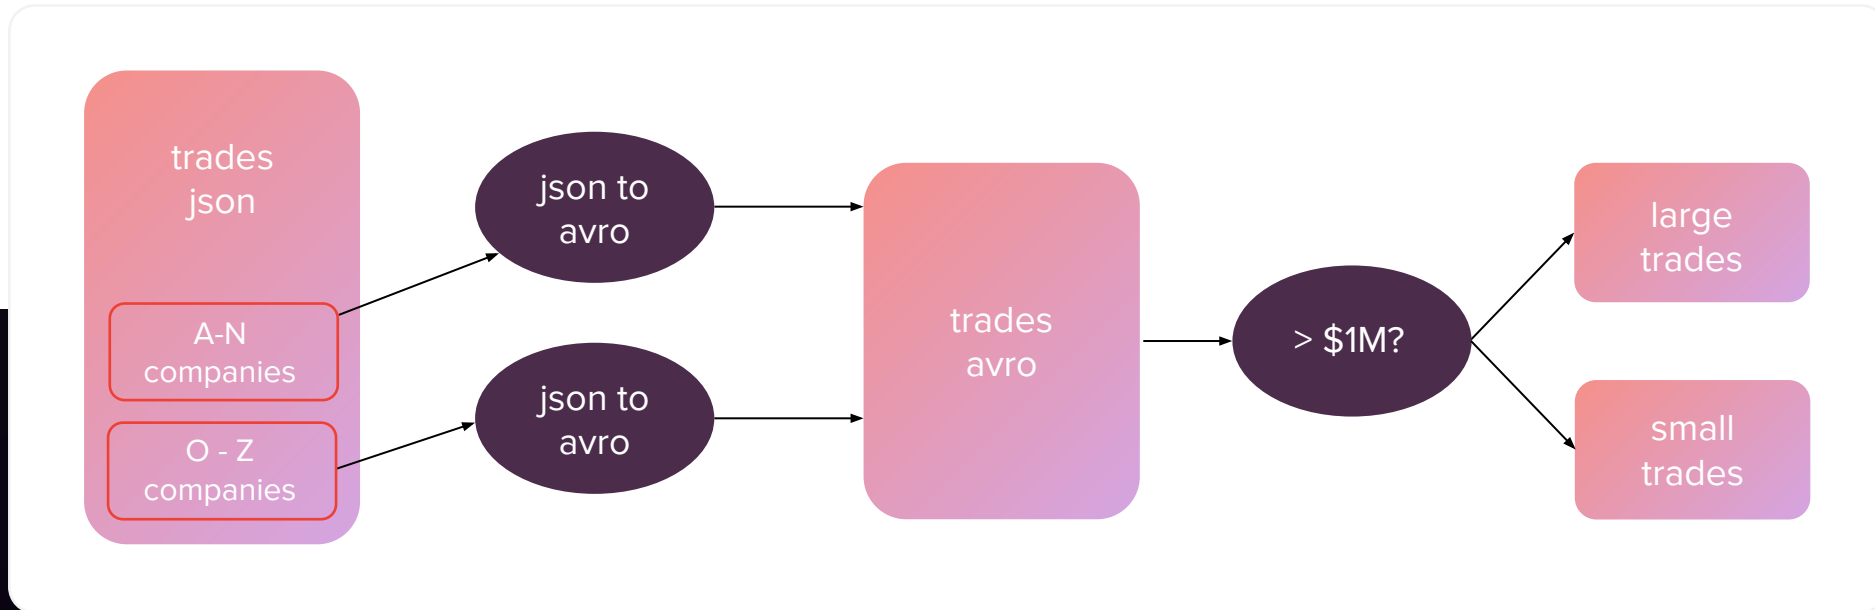 trades
json
A-N
companies
O - Z
companies
json to
avro
json to
avro
trades
avro
> $1M?
large
trades
small
trades